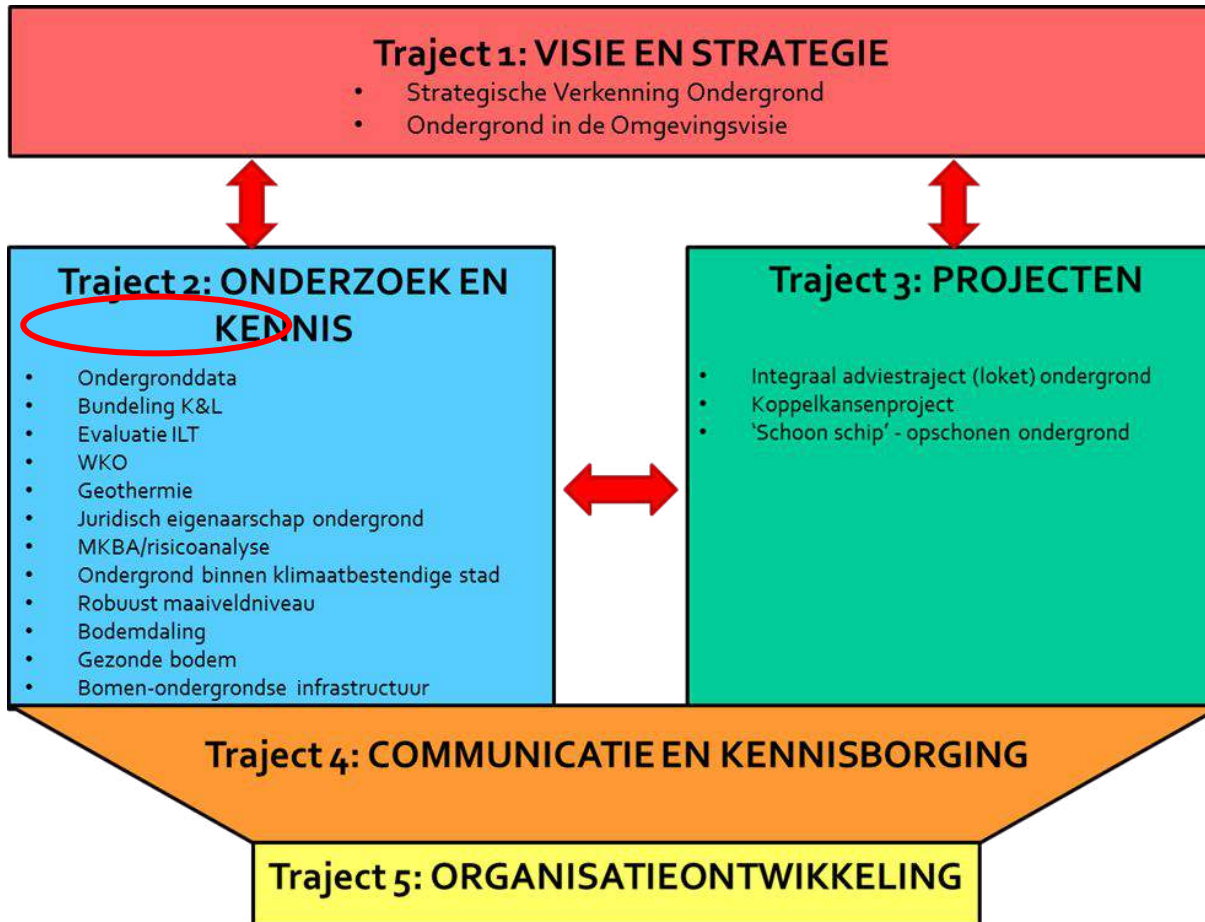 Traject 1: VISIE EN STRATEGIE
• Strategische Verkenning Ondergrond
• Ondergrond in de Omgevingsvisie
Traject 2: ONDERZOEK EN
KENNIS
• Ondergronddata
• Bundeling K&L
• Evaluatie ILT
• WKO
• Geothermie
• Juridisch eigenaarschap ondergrond
• MKBA/risicoanalyse
• Ondergrond binnen klimaatbestendige stad
• Robuust maaiveldniveau
• Bodemdaling
• Gezonde bodem
• Bomen-ondergrondse infrastructuur
Traject 3: PROJECTEN
• Integraal adviestraject (loket) ondergrond
• Koppelkansenproject
• ‘Schoon schip’ - opschonen ondergrond
Traject 4: COMMUNICATIE EN KENNISBORGING
Traject 5: ORGANISATIEONTWIKKELING